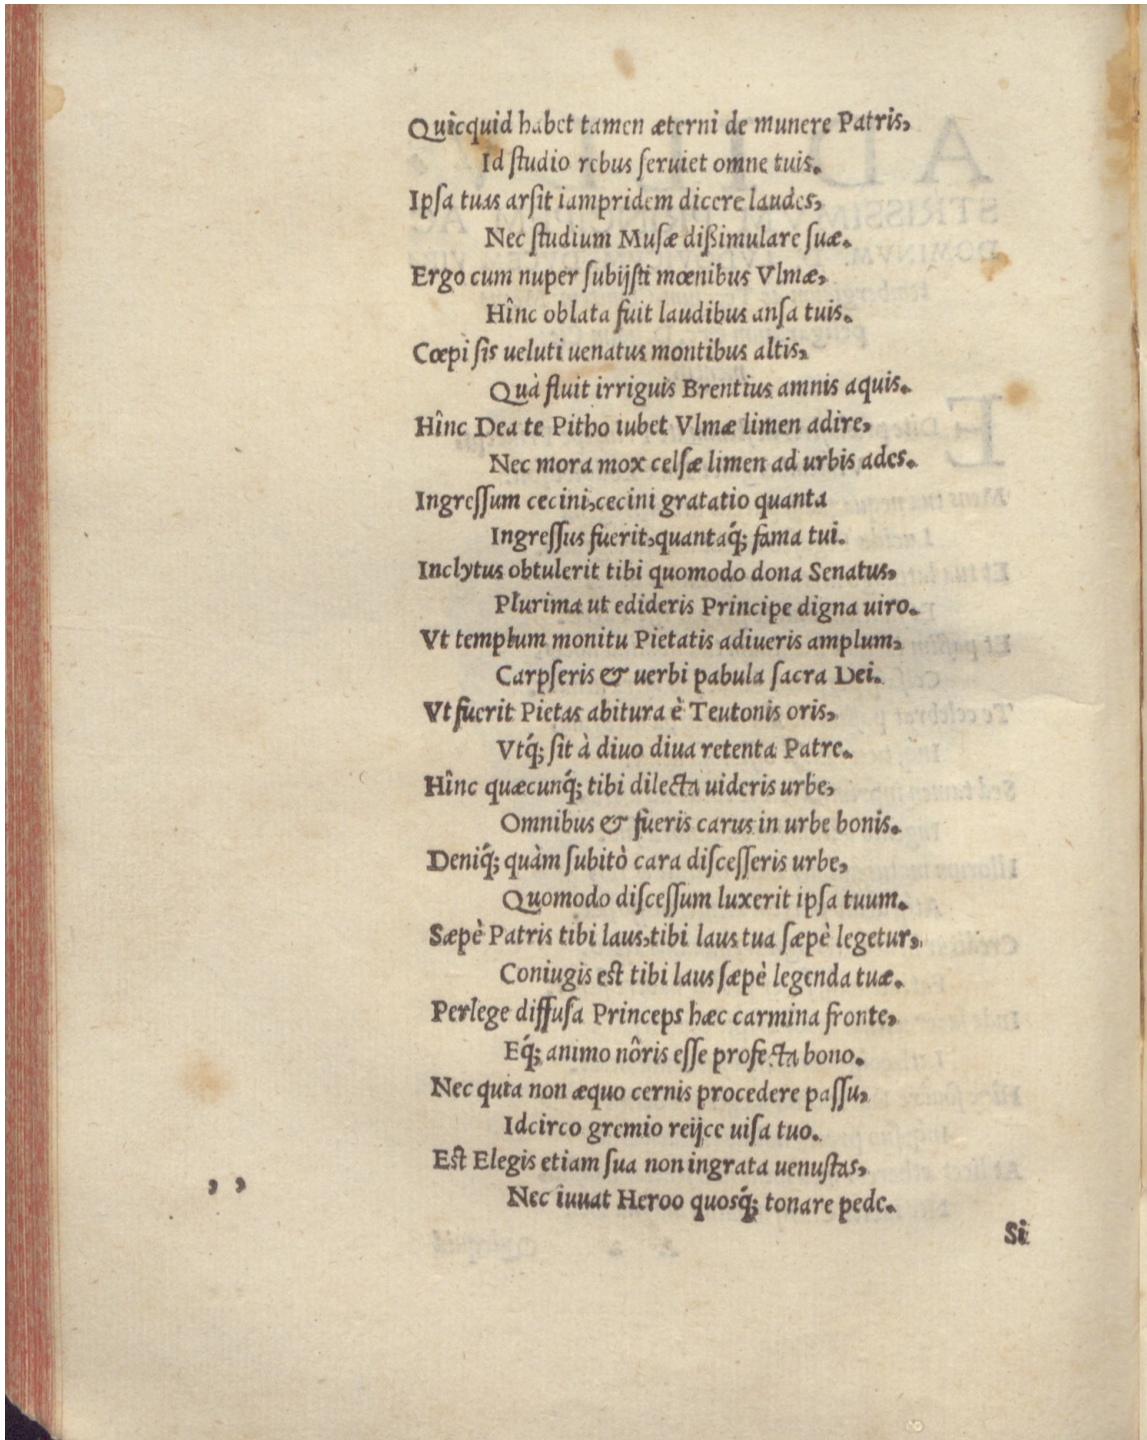 Quicquid habet tamen æterni de munere Patris,
Id ſtudio rebus ſeruiet omne tuis.
Ipſa tuas arſit iampridem dicere laudes,
Nec ſtudium Muſæ dißimulare ſuæ.
Ergo cum nuper ſubijſti mœnibus Vlmæ,
Hînc oblata fuit laudibus anſa tuis.
Cœpi ſis ueluti uenatus montibus altis,
Quà fluit irriguis Brentius amnis aquis.
Hînc Dea te Pitho iubet Vlmæ limen adire,
Nec mora mox celſæ limen ad urbis ades.
Ingreſſum cecini, cecini gratatio quanta
Ingreſſus fuerit, quantaq́; fama tui.
Inclytus obtulerit tibi quomodo dona Senatus,
Plurima ut edideris Principe digna uiro.
Vt templum monitu Pietatis adiueris amplum,
Carpſeris & uerbi pabula ſacra Dei.
Vt fuerit Pietas abitura è Teutonis oris,
Vtq́; ſit à diuo diua retenta Patre.
Hînc quæcunq́; tibi dilecta uideris urbe,
Omnibus & fueris carus in urbe bonis.
Deniq́; quàm ſubitò cara diſceſſeris urbe,
Quomodo diſceſſum luxerit ipſa tuum.
Sæpè Patris tibi laus, tibi laus tua ſæpè legetur,
Coniugis eſt tibi laus ſæpè legenda tuæ.
Perlege diffuſa Princeps hæc carmina fronte,
Eq́; animo nôris eſſe profecta bono.
Nec quia non æquo cernis procedere paſſu,
Idcirco gremio reijce uiſa tuo.
Eſt Elegis etiam ſua non ingrata uenuſtas,
Nec iuuat Heroo quosq́; tonare pede.
Si